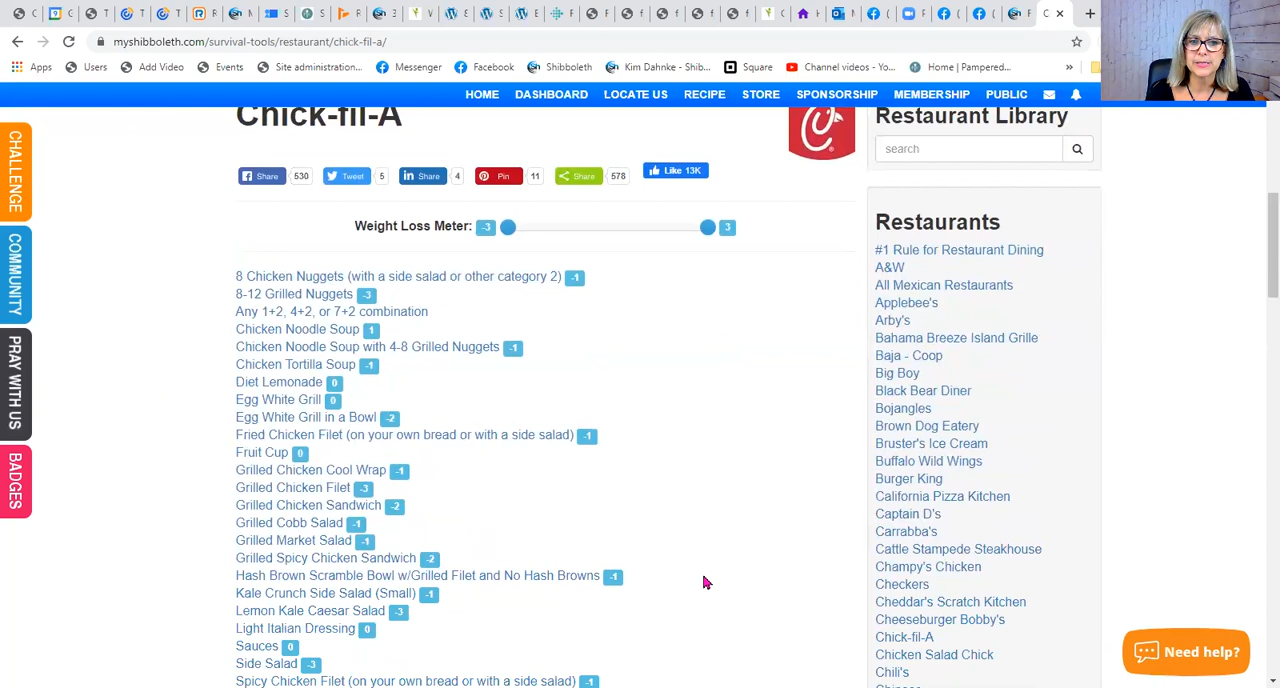 myshibboleth.com/survival-tools/restaurant/chick-fil-a/
Apps Users Add Video Events Site administration... Messenger Faceb Shibboleth Kim Dahnke - Shib... Square Channel videos - Yo... Home | Pampered... »
HOME DASHBOARD LOCATE US RECIPE STORE SPONSORSHIP MEMBERSHIP PUBLIC
CHALLENGE
COMMUNITY
PRAY WITH US
BADGES
Chick-fil-A
Share 530 Tweet 5 Share 4 Pin 11 Share 578 Like 13K
Weight Loss Meter: -3 3
8 Chicken Nuggets (with a side salad or other category 2) -1
8-12 Grilled Nuggets -3
Any 1+2, 4+2, or 7+2 combination
Chicken Noodle Soup 1
Chicken Noodle Soup with 4-8 Grilled Nuggets -1
Chicken Tortilla Soup -1
Diet Lemonade 0
Egg White Grill 0
Egg White Grill in a Bowl -2
Fried Chicken Filet (on your own bread or with a side salad) -1
Fruit Cup 0
Grilled Chicken Cool Wrap -1
Grilled Chicken Filet -3
Grilled Chicken Sandwich -2
Grilled Cobb Salad -1
Grilled Market Salad -1
Grilled Spicy Chicken Sandwich -2
Hash Brown Scramble Bowl w/Grilled Filet and No Hash Browns -1
Kale Crunch Side Salad (Small) -1
Lemon Kale Caesar Salad -3
Light Italian Dressing 0
Sauces 0
Side Salad -3
Spicy Chicken Filet (on your own bread or with a side salad) -1
Restaurant Library
search
Restaurants
#1 Rule for Restaurant Dining
A&W
All Mexican Restaurants
Applebee's
Arby's
Bahama Breeze Island Grille
Baja - Coop
Big Boy
Black Bear Diner
Bojangles
Brown Dog Eatery
Bruster's Ice Cream
Buffalo Wild Wings
Burger King
California Pizza Kitchen
Captain D's
Carrabba's
Cattle Stampede Steakhouse
Champy's Chicken
Checkers
Cheddar's Scratch Kitchen
Cheeseburger Bobby's
Chick-fil-A
Chicken Salad Chick
Chili's
Need help?